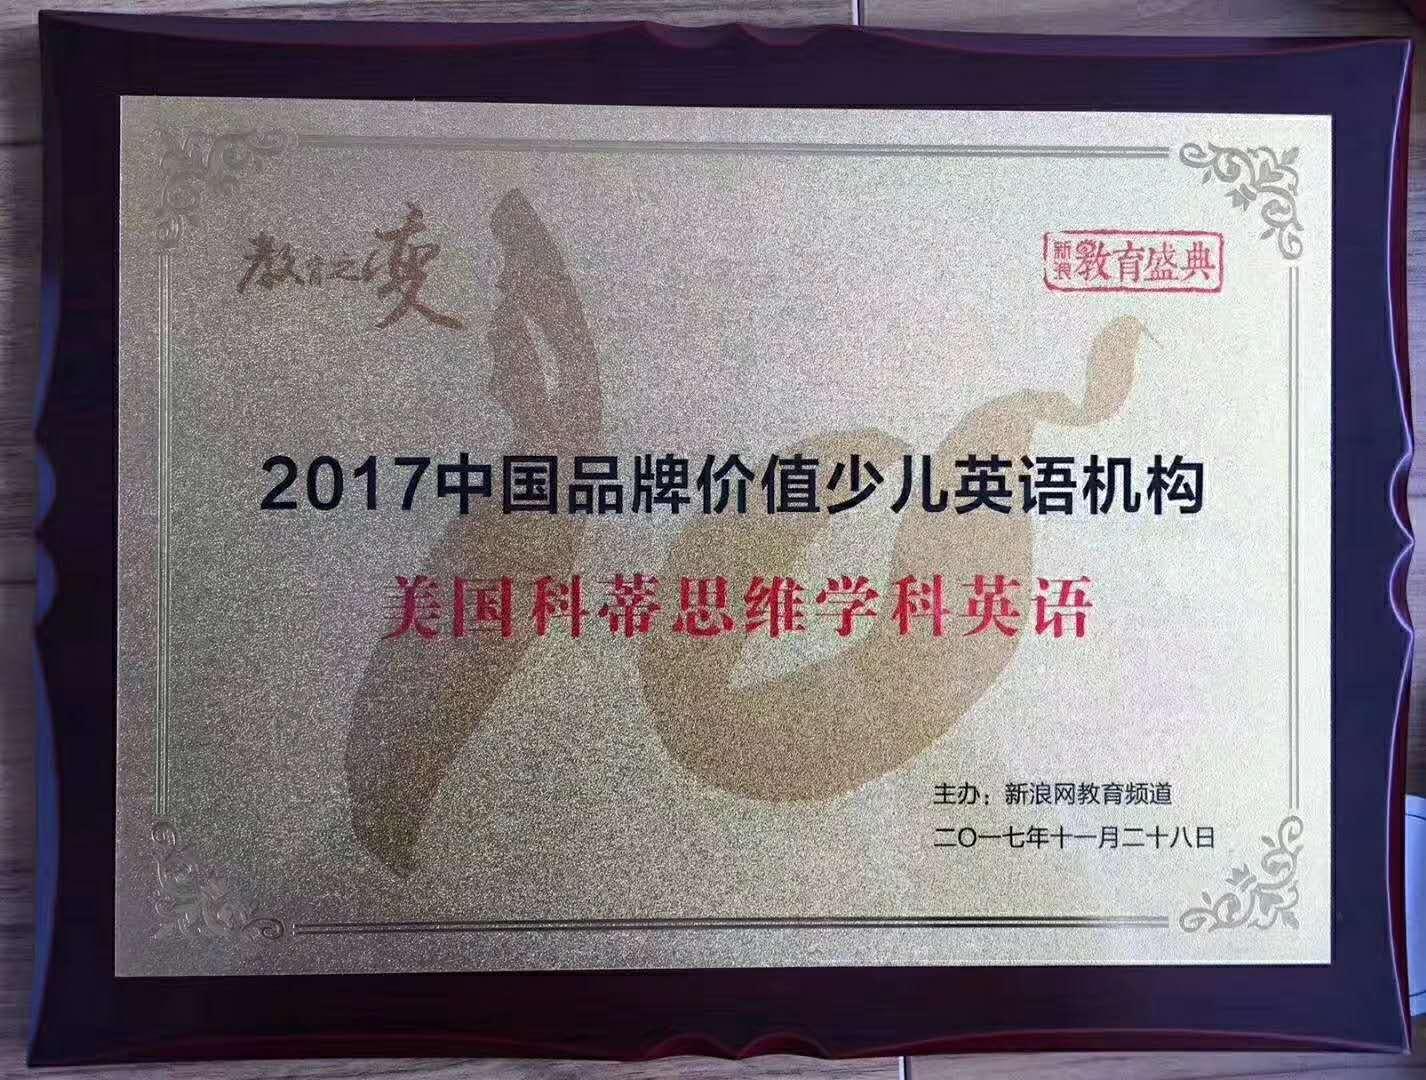 教育之变
新浪 教育盛典
2017中国品牌价值少儿英语机构
美国科蒂思维学科英语
主办：新浪网教育频道
二〇一七年十一月二十八日